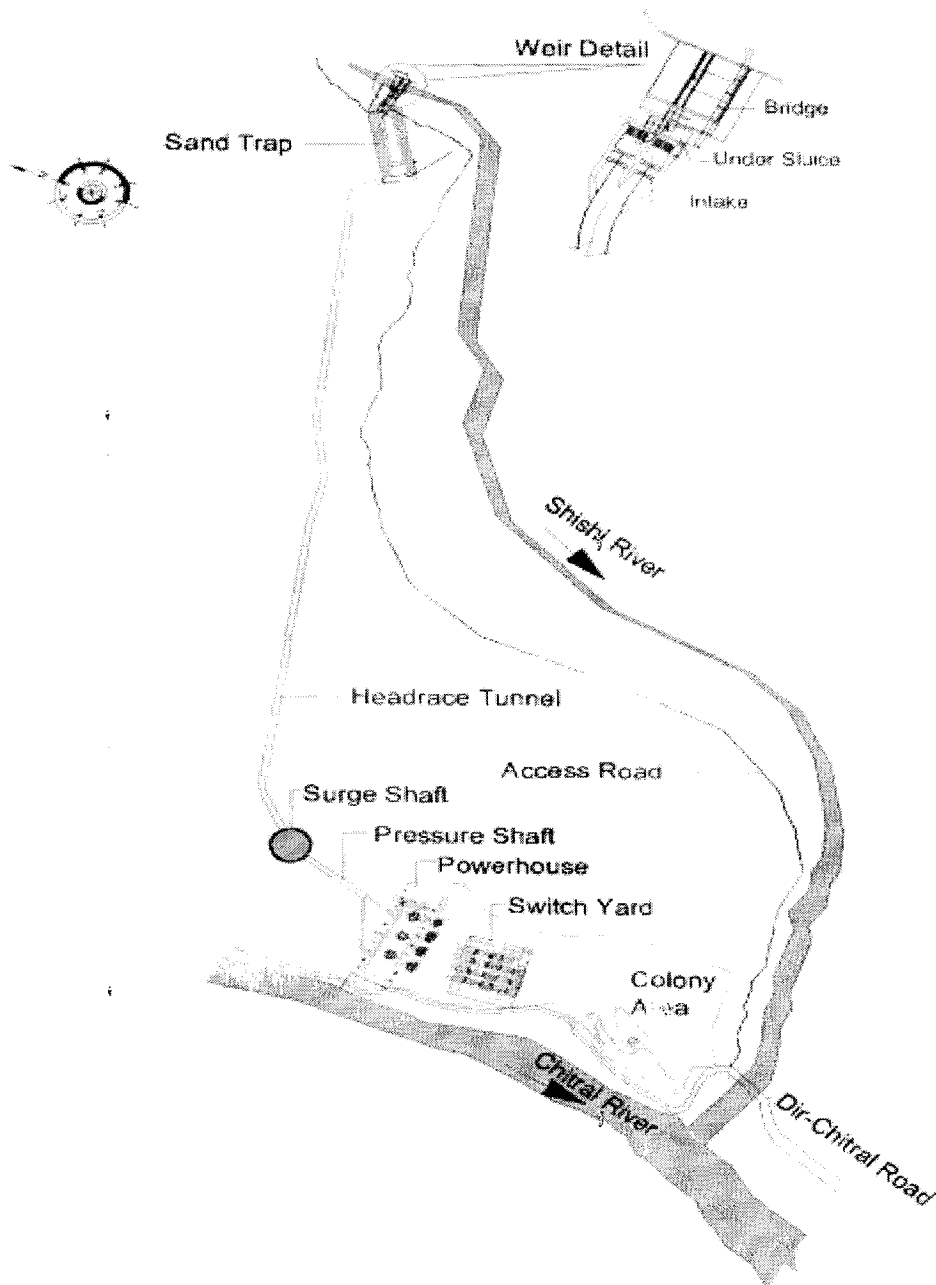 Weir Detail
Bridge
Under Sluice
Intake
Sand Trap
Shishi River
Headrace Tunnel
Access Road
Surge Shaft
Pressure Shaft
Powerhouse
Switch Yard
Colony
Area
Chitral River
Dir-Chitral Road